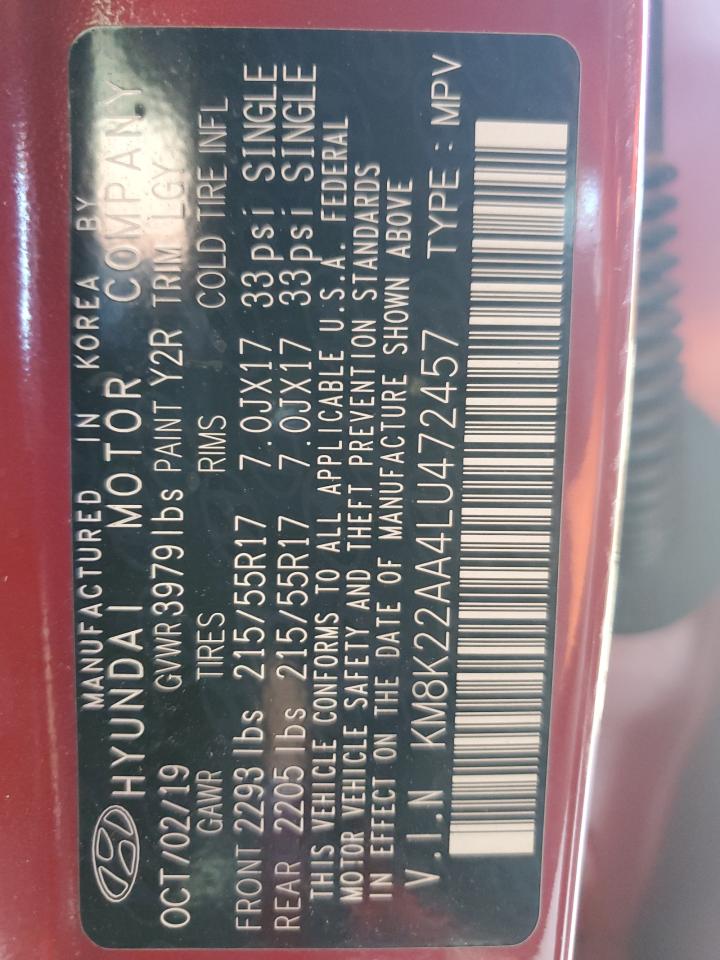 MANUFACTURED IN KOREA BY
HYUNDAI MOTOR COMPANY
OCT/02/19 GVWR3979lbs PAINT Y2R TRIM LGY
GAWR TIRES RIMS COLD TIRE INFL
FRONT 2293 lbs 215/55R17 7.0JX17 33psi SINGLE
REAR 2205 lbs 215/55R17 7.0JX17 33psi SINGLE
THIS VEHICLE CONFORMS TO ALL APPLICABLE U.S.A. FEDERAL
MOTOR VEHICLE SAFETY AND THEFT PREVENTION STANDARDS
IN EFFECT ON THE DATE OF MANUFACTURE SHOWN ABOVE
V.I.N KM8K22AA4LU472457 TYPE : MPV